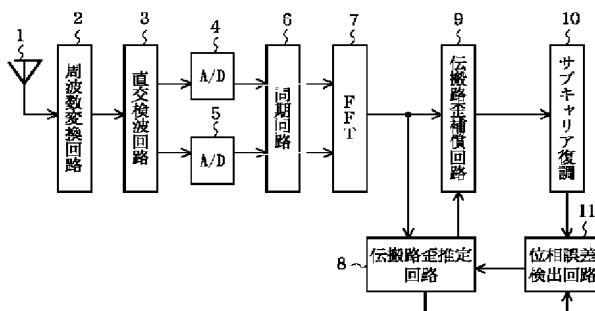 1
2
3
4
5
6
7
8
9
10
11
周波数変換回路
直交検波回路
A/D
A/D
同期回路
FFT
伝搬路歪補償回路
サブキャリア復調
伝搬路歪推定
回路
位相誤差
検出回路